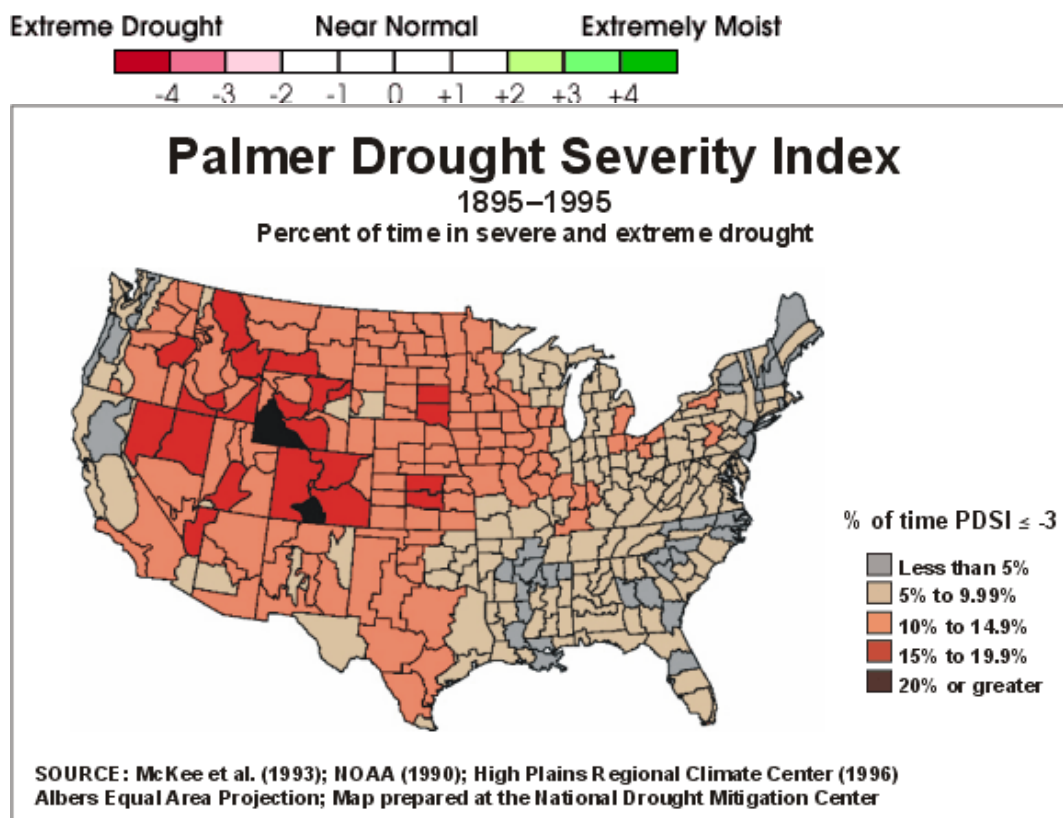 Extreme Drought Near Normal Extremely Moist
-4 -3 -2 -1 0 +1 +2 +3 +4
Palmer Drought Severity Index
1895–1995
Percent of time in severe and extreme drought
% of time PDSI ≤ -3
Less than 5%
5% to 9.99%
10% to 14.9%
15% to 19.9%
20% or greater
SOURCE: McKee et al. (1993); NOAA (1990); High Plains Regional Climate Center (1996)
Albers Equal Area Projection; Map prepared at the National Drought Mitigation Center